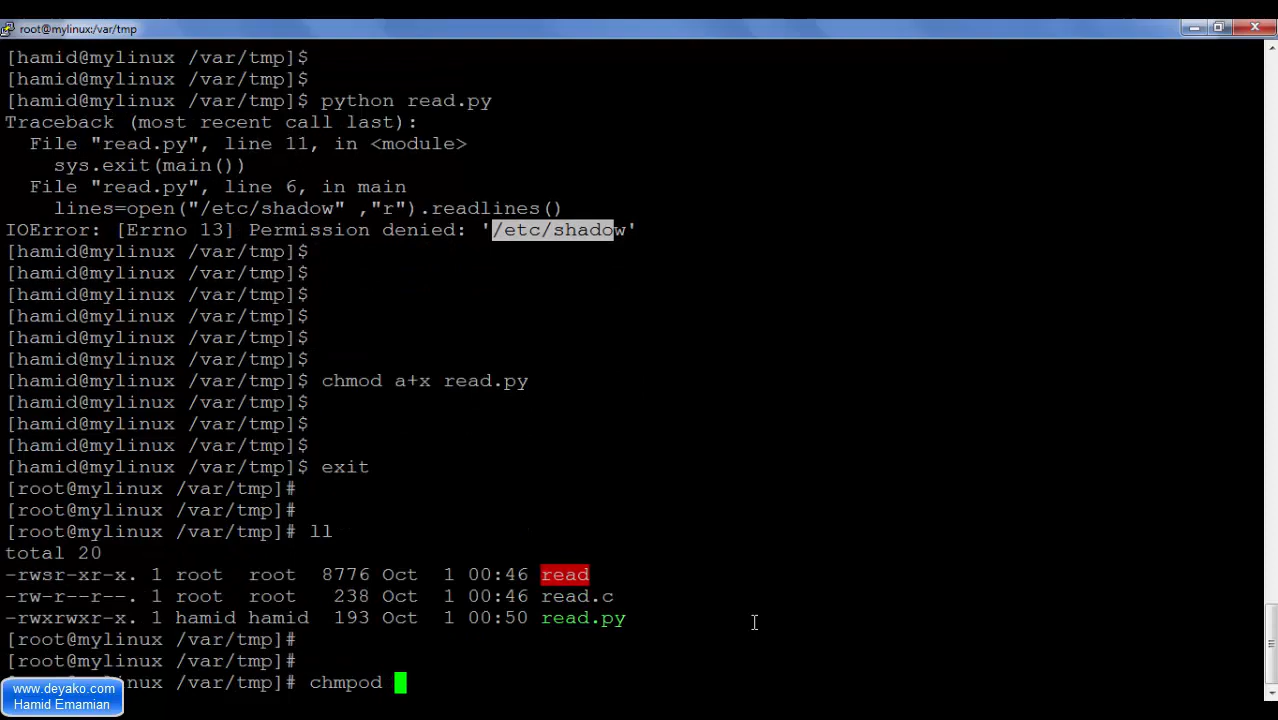 root@mylinux:/var/tmp
[hamid@mylinux /var/tmp]$
[hamid@mylinux /var/tmp]$
[hamid@mylinux /var/tmp]$ python read.py
Traceback (most recent call last):
  File "read.py", line 11, in <module>
    sys.exit(main())
  File "read.py", line 6, in main
    lines=open("/etc/shadow" ,"r").readlines()
IOError: [Errno 13] Permission denied: '/etc/shadow'
[hamid@mylinux /var/tmp]$
[hamid@mylinux /var/tmp]$
[hamid@mylinux /var/tmp]$
[hamid@mylinux /var/tmp]$
[hamid@mylinux /var/tmp]$
[hamid@mylinux /var/tmp]$
[hamid@mylinux /var/tmp]$ chmod a+x read.py
[hamid@mylinux /var/tmp]$
[hamid@mylinux /var/tmp]$
[hamid@mylinux /var/tmp]$
[hamid@mylinux /var/tmp]$ exit
[root@mylinux /var/tmp]#
[root@mylinux /var/tmp]#
[root@mylinux /var/tmp]# ll
total 20
-rwsr-xr-x. 1 root  root  8776 Oct  1 00:46 read
-rw-r--r--. 1 root  root   238 Oct  1 00:46 read.c
-rwxrwxr-x. 1 hamid hamid  193 Oct  1 00:50 read.py
[root@mylinux /var/tmp]#
[root@mylinux /var/tmp]#
[root@mylinux /var/tmp]# chmpod
www.deyako.com
Hamid Emamian